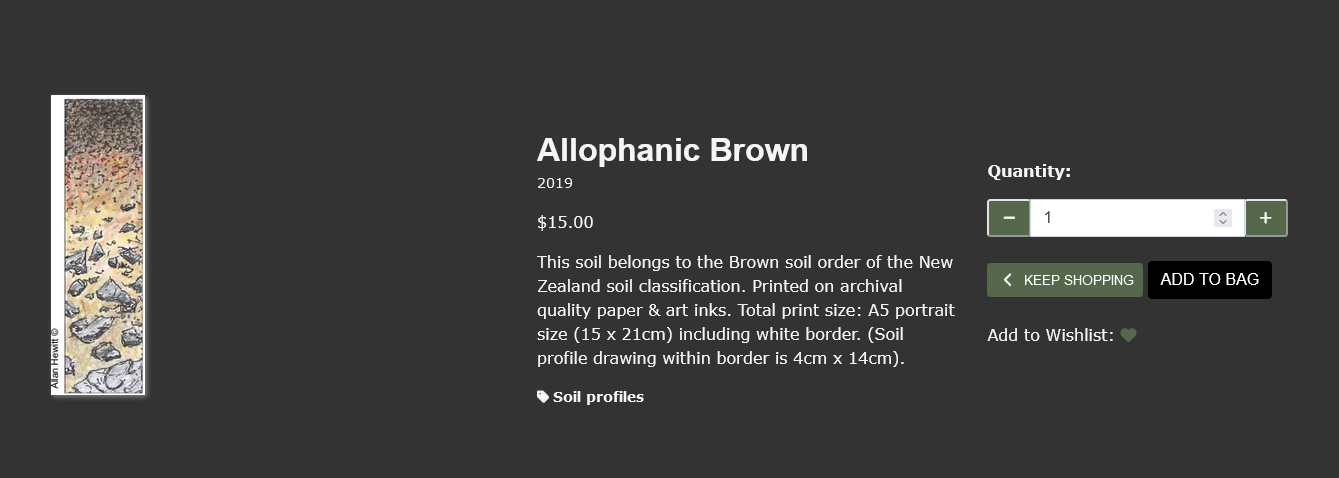 Allan Hewitt ©
Allophanic Brown
2019
$15.00
This soil belongs to the Brown soil order of the New
Zealand soil classification. Printed on archival
quality paper & art inks. Total print size: A5 portrait
size (15 x 21cm) including white border. (Soil
profile drawing within border is 4cm x 14cm).
Soil profiles
Quantity:
− 1 +
KEEP SHOPPING ADD TO BAG
Add to Wishlist: